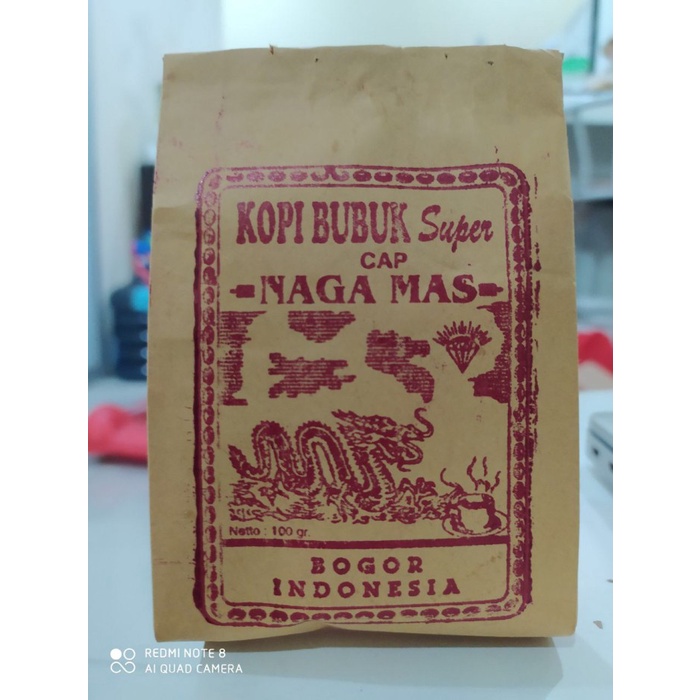 KOPI BUBUK Super
CAP
NAGA MAS
Netto : 100 gr.
BOGOR
INDONESIA
REDMI NOTE 8
AI QUAD CAMERA